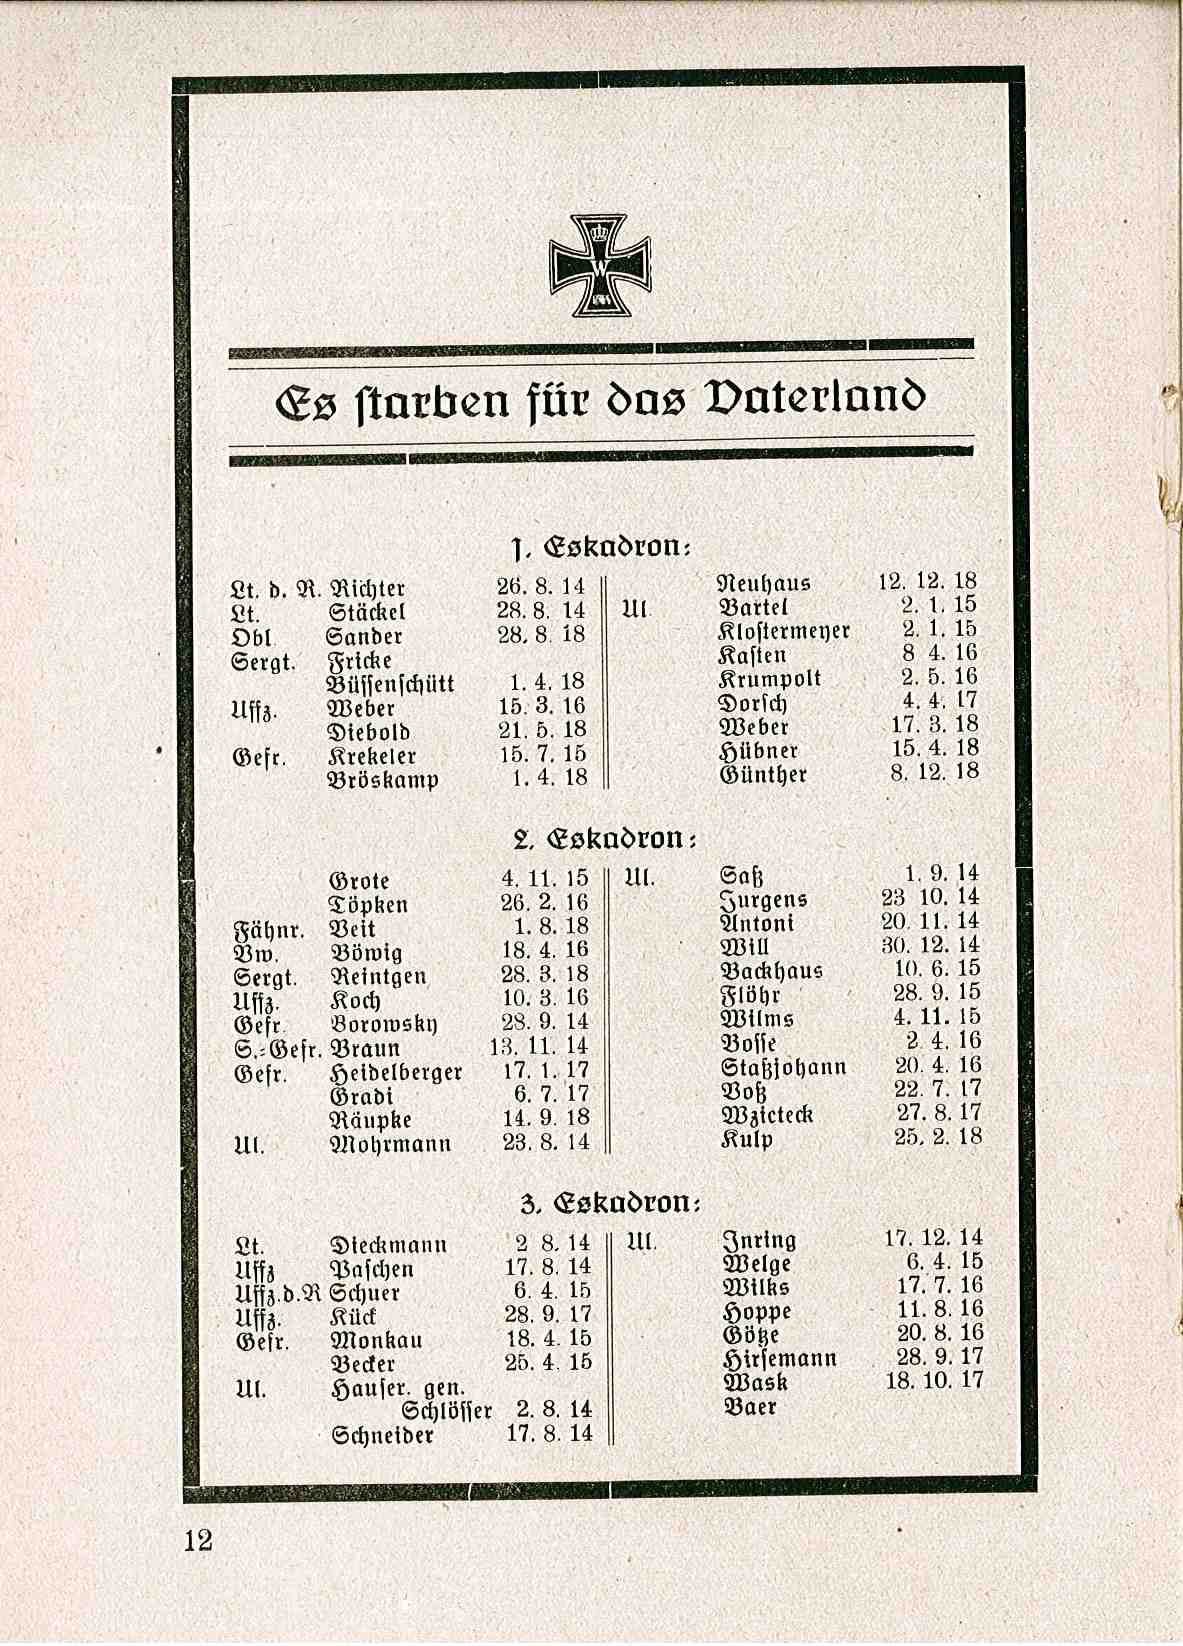 W
Es starben für das Vaterland
1. Eskadron:
Lt. d. R. Richter 26. 8. 14
Lt. Stäckel 28. 8. 14
Obl Sander 28. 8. 18
Sergt. Fricke
Büssenschütt 1. 4. 18
Uffz. Weber 15. 3. 16
Diebold 21. 5. 18
Gefr. Krekeler 15. 7. 15
Bröskamp 1. 4. 18
Neuhaus 12. 12. 18
Ul Bartel 2. 1. 15
Klostermeyer 2. 1. 15
Kasten 8 4. 16
Krumpolt 2. 5. 16
Dorsch 4. 4. 17
Weber 17. 3. 18
Hübner 15. 4. 18
Günther 8. 12. 18
2. Eskadron:
Grote 4. 11. 15
Töpken 26. 2. 16
Fähnr. Veit 1. 8. 18
Vw. Böwig 18. 4. 16
Sergt. Reintgen 28. 3. 18
Uffz. Koch 10. 3. 16
Gefr. Borowsky 28. 9. 14
S.-Gefr. Braun 13. 11. 14
Gefr. Heidelberger 17. 1. 17
Gradi 6. 7. 17
Räupke 14. 9. 18
Ul. Mohrmann 23. 8. 14
Ul. Saß 1. 9. 14
Jurgens 23 10. 14
Antoni 20. 11. 14
Will 30. 12. 14
Backhaus 10. 6. 15
Flöhr 28. 9. 15
Wilms 4. 11. 15
Bosse 2 4. 16
Staßjohann 20. 4. 16
Voß 22. 7. 17
Wzicteck 27. 8. 17
Kulp 25. 2. 18
3. Eskadron:
Lt. Dieckmann 2 8. 14
Uffz Paschen 17. 8. 14
Uffz.d.R Schuer 6. 4. 15
Uffz. Kück 28. 9. 17
Gefr. Monkau 18. 4. 15
Becker 25. 4. 15
Ul. Hauser. gen.
Schlösser 2. 8. 14
Schneider 17. 8. 14
Ul. Inring 17. 12. 14
Welge 6. 4. 15
Wilks 17. 7. 16
Hoppe 11. 8. 16
Götze 20. 8. 16
Hirsemann 28. 9. 17
Wask 18. 10. 17
Baer
12